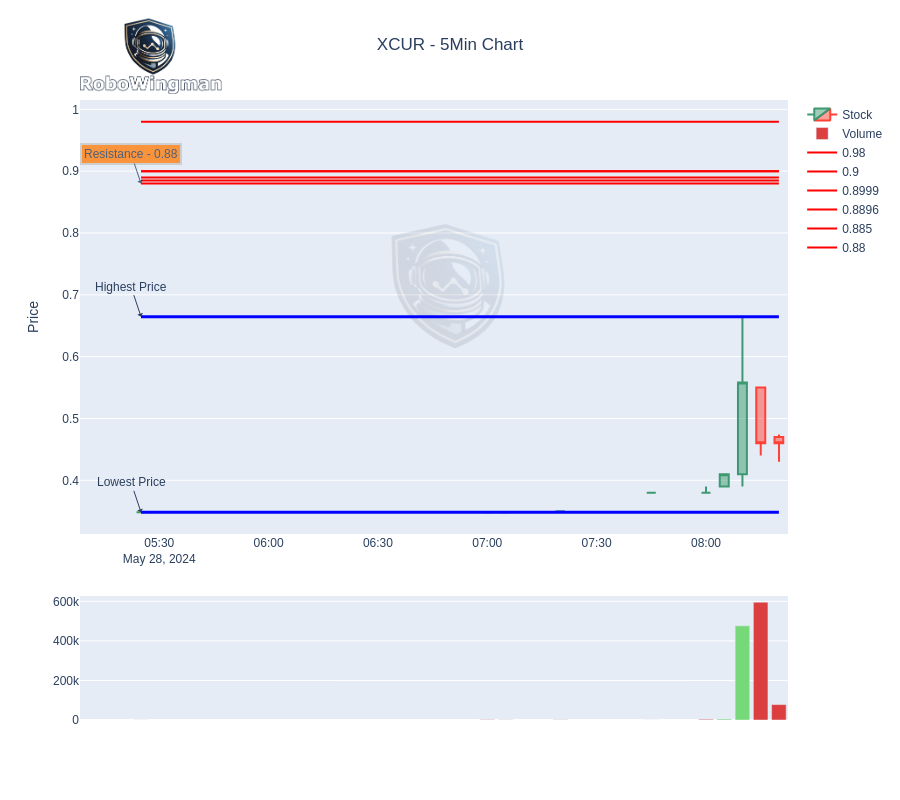 RoboWingman
XCUR - 5Min Chart
1
0.9
0.8
0.7
0.6
0.5
0.4
Price
Resistance - 0.88
Highest Price
Lowest Price
05:30
06:00
06:30
07:00
07:30
08:00
May 28, 2024
Stock
Volume
0.98
0.9
0.8999
0.8896
0.885
0.88
600k
400k
200k
0